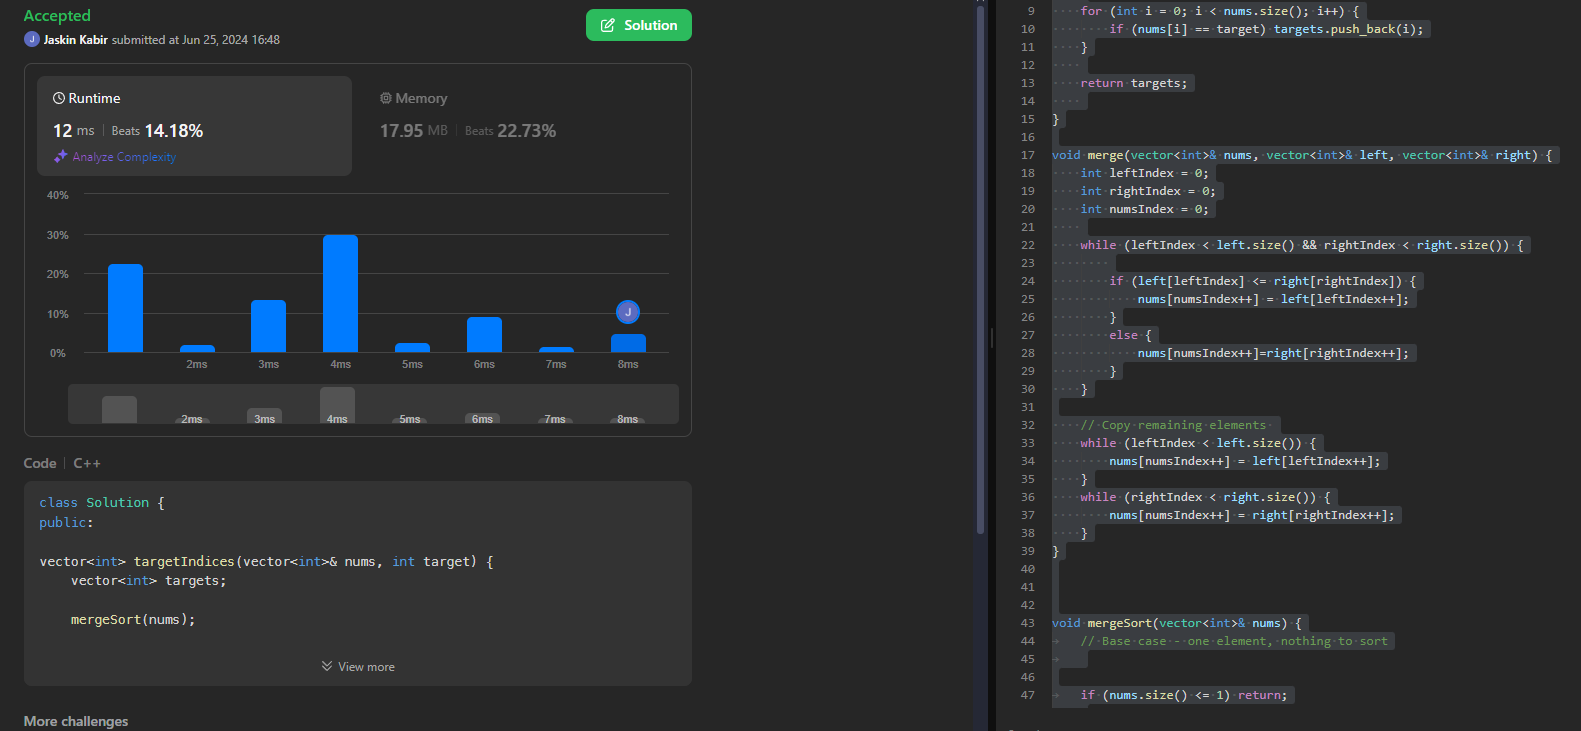 Accepted
J Jaskin Kabir submitted at Jun 25, 2024 16:48
Solution
Runtime
12 ms | Beats 14.18%
Analyze Complexity
Memory
17.95 MB | Beats 22.73%
40%
30%
20%
10%
0%
J
2ms 3ms 4ms 5ms 6ms 7ms 8ms
2ms 3ms 4ms 5ms 6ms 7ms 8ms
Code | C++
class Solution {
public:
vector<int> targetIndices(vector<int>& nums, int target) {
    vector<int> targets;
    mergeSort(nums);
View more
More challenges
9     for (int i = 0; i < nums.size(); i++) {
10         if (nums[i] == target) targets.push_back(i);
11     }
12
13     return targets;
14
15 }
16
17 void merge(vector<int>& nums, vector<int>& left, vector<int>& right) {
18     int leftIndex = 0;
19     int rightIndex = 0;
20     int numsIndex = 0;
21
22     while (leftIndex < left.size() && rightIndex < right.size()) {
23
24         if (left[leftIndex] <= right[rightIndex]) {
25             nums[numsIndex++] = left[leftIndex++];
26         }
27         else {
28             nums[numsIndex++]=right[rightIndex++];
29         }
30     }
31
32     // Copy remaining elements
33     while (leftIndex < left.size()) {
34         nums[numsIndex++] = left[leftIndex++];
35     }
36     while (rightIndex < right.size()) {
37         nums[numsIndex++] = right[rightIndex++];
38     }
39 }
40
41
42
43 void mergeSort(vector<int>& nums) {
44     // Base case - one element, nothing to sort
45
46
47     if (nums.size() <= 1) return;